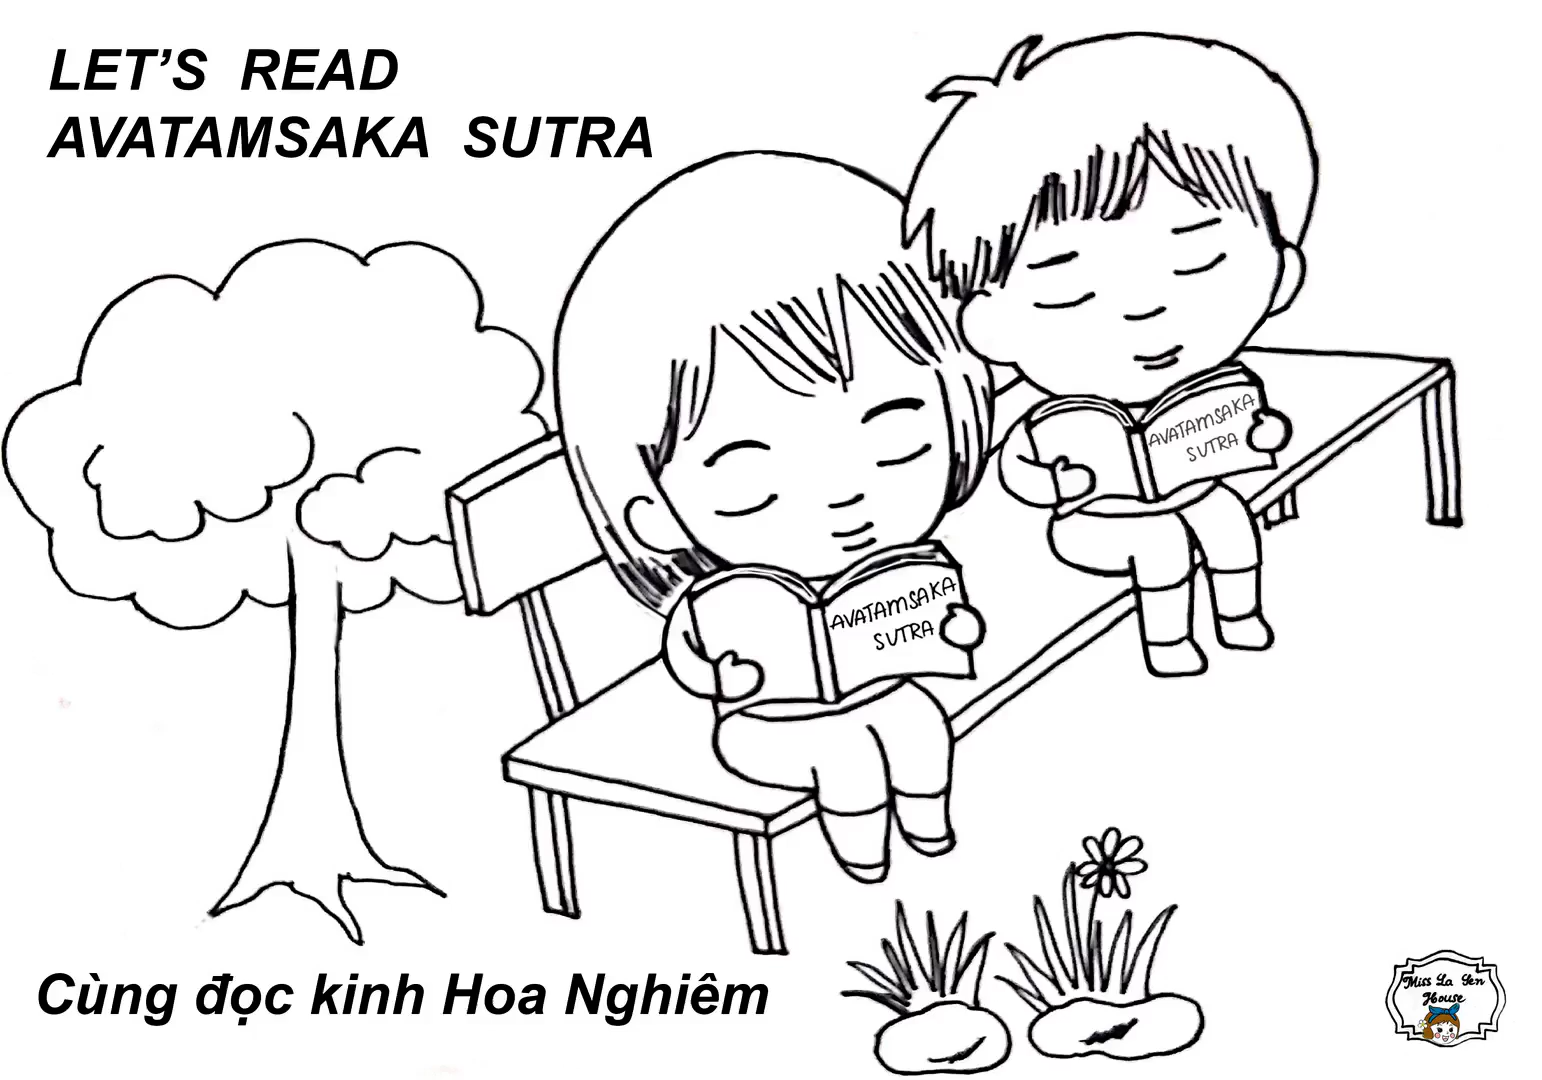 LET’S READ
AVATAMSAKA SUTRA
AVATAMSAKA
SUTRA
AVATAMSAKA
SUTRA
Cùng đọc kinh Hoa Nghiêm
Miss La Sen
House